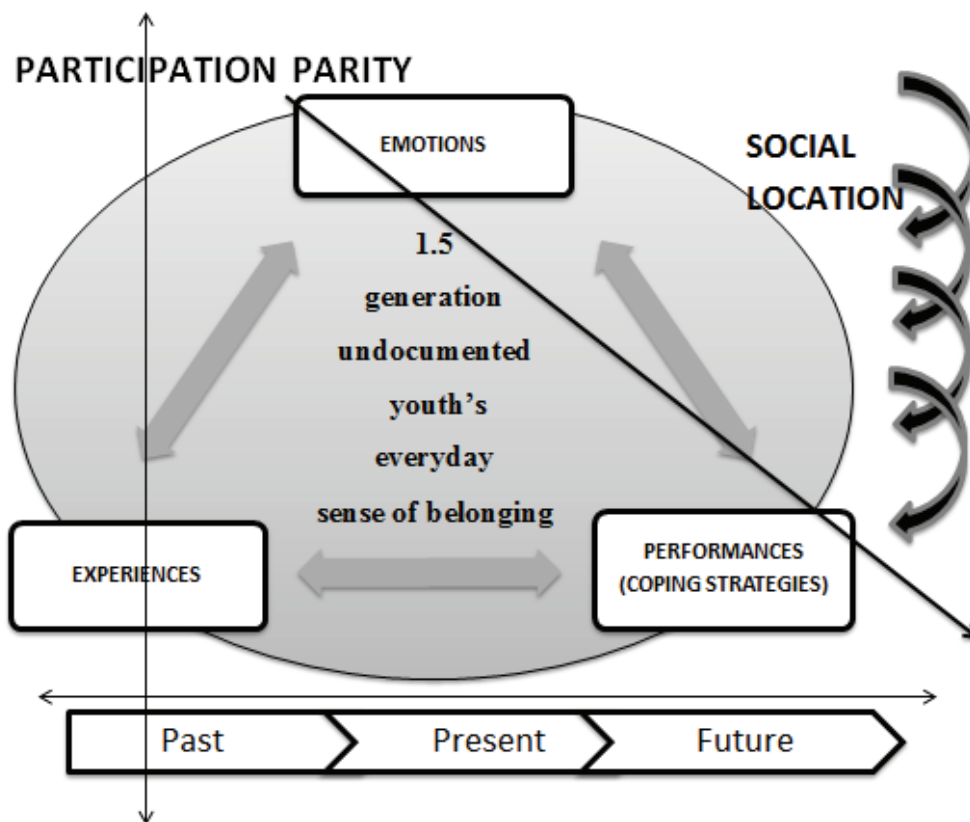 PARTICIPATION PARITY
EMOTIONS
SOCIAL
LOCATION
1.5
generation
undocumented
youth’s
everyday
sense of belonging
EXPERIENCES
PERFORMANCES
(COPING STRATEGIES)
Past
Present
Future